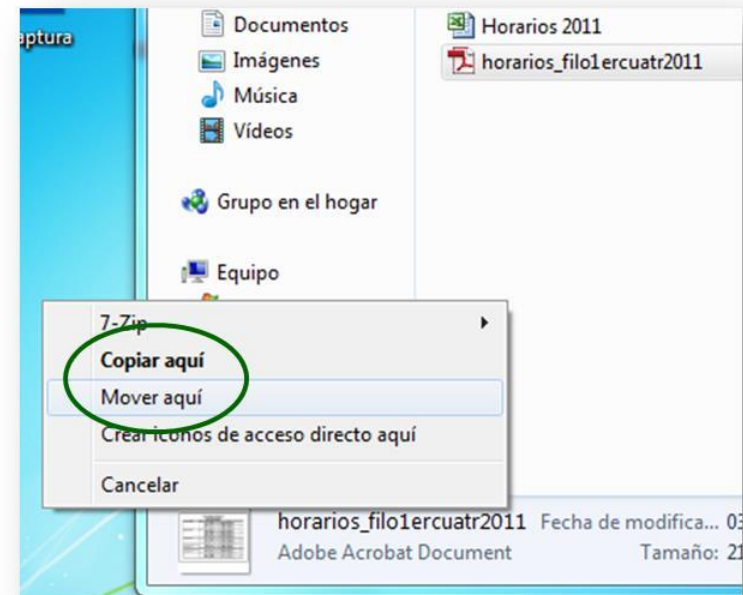 Documentos
Imágenes
Música
Vídeos
Grupo en el hogar
Equipo
Horarios 2011
horarios_filo1ercuatr2011
7-Zip
Copiar aquí
Mover aquí
Crear iconos de acceso directo aquí
Cancelar
horarios_filo1ercuatr2011 Fecha de modifica... 03
Adobe Acrobat Document Tamaño: 21